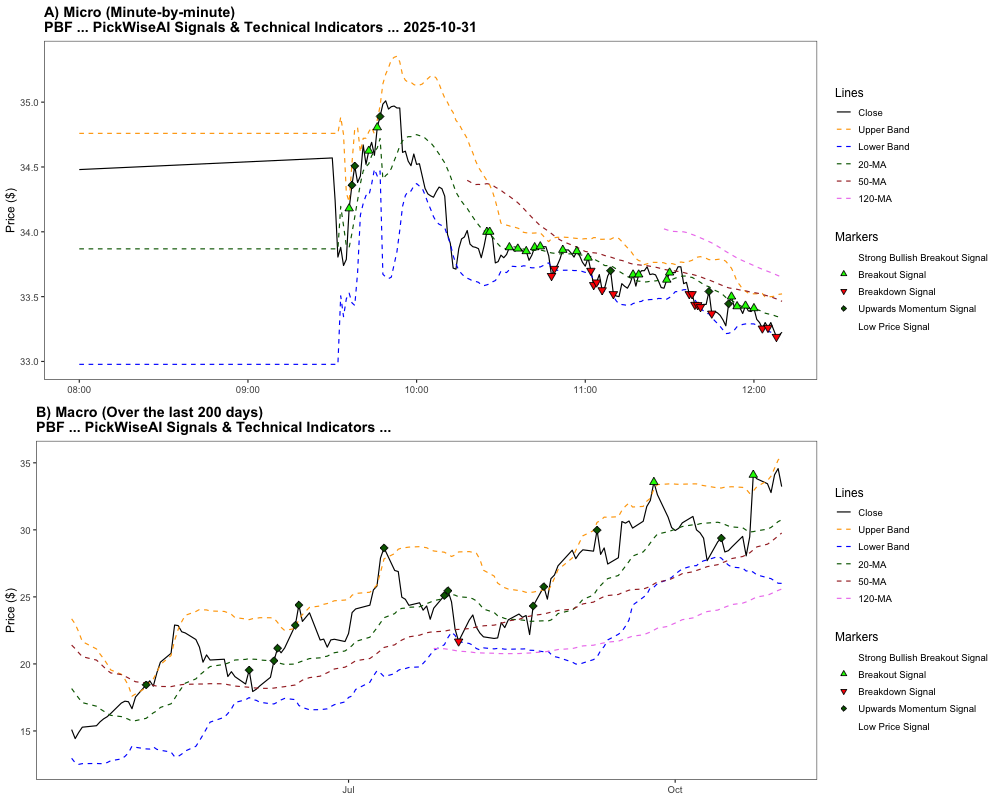 A) Micro (Minute-by-minute)
PBF ... PickWiseAI Signals & Technical Indicators ... 2025-10-31
Price ($)
35.0
34.5
34.0
33.5
33.0
08:00 09:00 10:00 11:00 12:00
Lines
Close
Upper Band
Lower Band
20-MA
50-MA
120-MA
Markers
Strong Bullish Breakout Signal
Breakout Signal
Breakdown Signal
Upwards Momentum Signal
Low Price Signal
B) Macro (Over the last 200 days)
PBF ... PickWiseAI Signals & Technical Indicators ...
Price ($)
35
30
25
20
15
Jul Oct
Lines
Close
Upper Band
Lower Band
20-MA
50-MA
120-MA
Markers
Strong Bullish Breakout Signal
Breakout Signal
Breakdown Signal
Upwards Momentum Signal
Low Price Signal